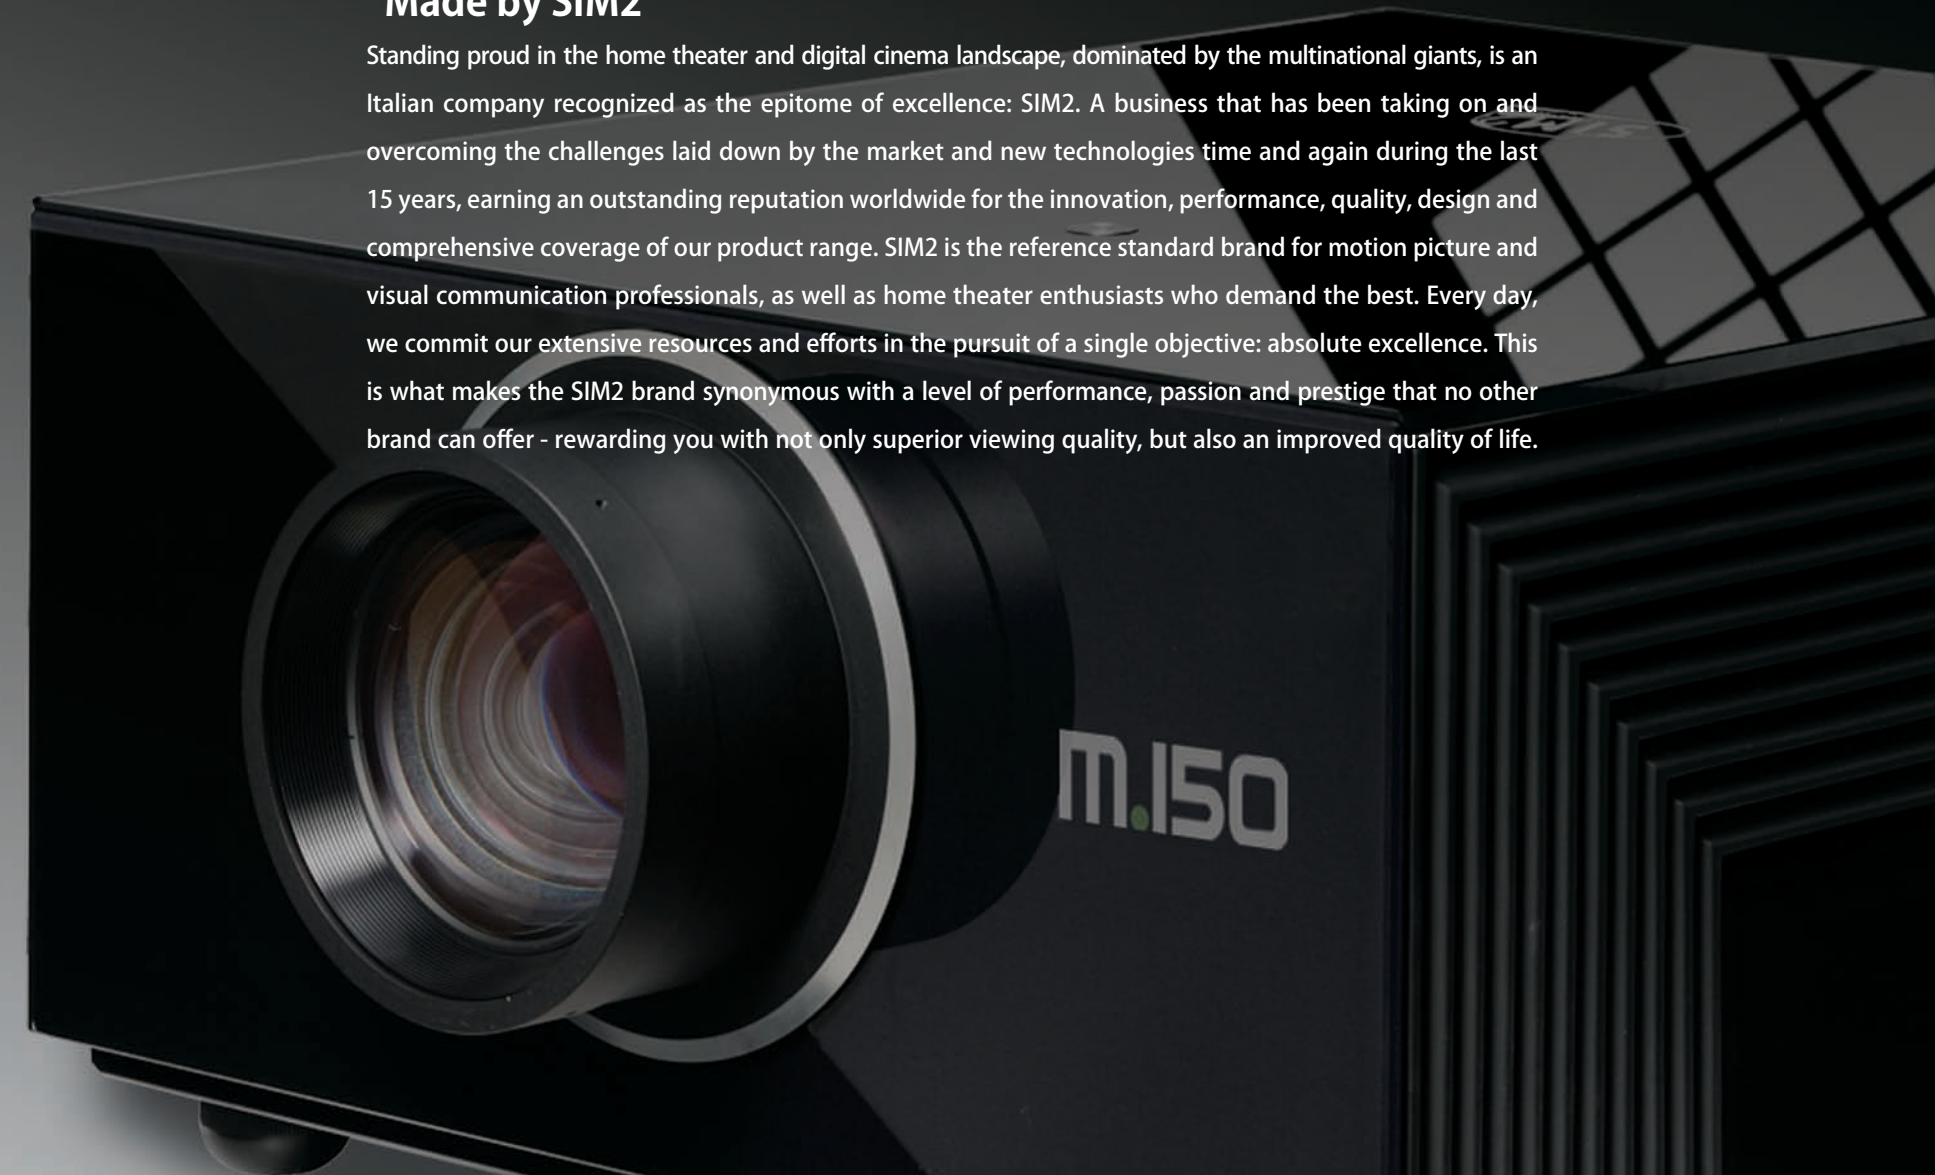 Made by SIM2
Standing proud in the home theater and digital cinema landscape, dominated by the multinational giants, is an
Italian company recognized as the epitome of excellence: SIM2. A business that has been taking on and
overcoming the challenges laid down by the market and new technologies time and again during the last
15 years, earning an outstanding reputation worldwide for the innovation, performance, quality, design and
comprehensive coverage of our product range. SIM2 is the reference standard brand for motion picture and
visual communication professionals, as well as home theater enthusiasts who demand the best. Every day,
we commit our extensive resources and efforts in the pursuit of a single objective: absolute excellence. This
is what makes the SIM2 brand synonymous with a level of performance, passion and prestige that no other
brand can offer - rewarding you with not only superior viewing quality, but also an improved quality of life.
SIM2
m.150